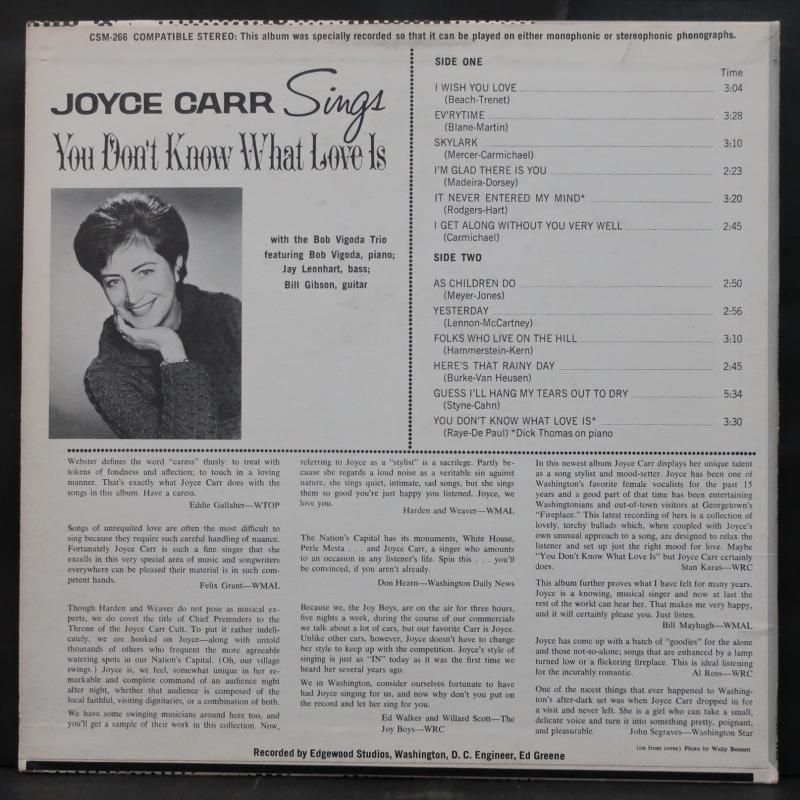 CSM-266 COMPATIBLE STEREO: This album was specially recorded so that it can be played on either monophonic or stereophonic phonographs.
JOYCE CARR Sings
You Don't Know What Love Is
with the Bob Vigoda Trio
featuring Bob Vigoda, piano;
Jay Leonhart, bass;
Bill Gibson, guitar
SIDE ONE
Time
I WISH YOU LOVE 3:04
(Beach-Trenet)
EV'RYTIME 3:28
(Blane-Martin)
SKYLARK 3:10
(Mercer-Carmichael)
I'M GLAD THERE IS YOU 2:23
(Madeira-Dorsey)
IT NEVER ENTERED MY MIND* 3:20
(Rodgers-Hart)
I GET ALONG WITHOUT YOU VERY WELL 2:45
(Carmichael)
SIDE TWO
AS CHILDREN DO 2:50
(Meyer-Jones)
YESTERDAY 2:56
(Lennon-McCartney)
FOLKS WHO LIVE ON THE HILL 3:10
(Hammerstein-Kern)
HERE'S THAT RAINY DAY 2:45
(Burke-Van Heusen)
GUESS I'LL HANG MY TEARS OUT TO DRY 5:34
(Styne-Cahn)
YOU DON'T KNOW WHAT LOVE IS* 3:30
(Raye-De Paul) *Dick Thomas on piano
Webster defines the word "caress" thusly: to treat with
tokens of fondness and affection; to touch in a loving
manner. That's exactly what Joyce Carr does with the
songs in this album. Have a caress.
Eddie Gallaher—WTOP
Songs of unrequited love are often the most difficult to
sing because they require such careful handling of nuance.
Fortunately Joyce Carr is such a fine singer that she
excells in this very special area of music and songwriters
everywhere can be pleased their material is in such com-
petent hands.
Felix Grant—WMAL
Though Harden and Weaver do not pose as musical ex-
perts, we do covet the title of Chief Pretenders to the
Throne of the Joyce Carr Cult. To put it rather indeli-
cately, we are hooked on Joyce—along with untold
thousands of others who frequent the more agreeable
watering spots in our Nation's Capital. (Oh, our village
swings.) Joyce is, we feel, somewhat unique in her re-
markable and complete command of an audience night
after night, whether that audience is composed of the
local faithful, visiting dignitaries, or a combination of both.
We have some swinging musicians around here too, and
you'll get a sample of their work in this collection. Now,
referring to Joyce as a "stylist" is a sacrilege. Partly be-
cause she regards a loud noise as a veritable sin against
nature, she sings quiet, intimate, sad songs, but she sings
them so good you're just happy you listened. Joyce, we
love you.
Harden and Weaver—WMAL
The Nation's Capital has its monuments, White House,
Perle Mesta . . . and Joyce Carr, a singer who amounts
to an occasion in any listener's life. Spin this . . . you'll
be convinced, if you aren't already.
Don Hearn—Washington Daily News
Because we, the Joy Boys, are on the air for three hours,
five nights a week, during the course of our commercials
we talk about a lot of cars, but our favorite Carr is Joyce.
Unlike other cars, however, Joyce doesn't have to change
her style to keep up with the competition. Joyce's style of
singing is just as "IN" today as it was the first time we
heard her several years ago.
We in Washington, consider ourselves fortunate to have
had Joyce singing for us, and now why don't you put on
the record and let her sing for you.
Ed Walker and Willard Scott—The
Joy Boys—WRC
In this newest album Joyce Carr displays her unique talent
as a song stylist and mood-setter. Joyce has been one of
Washington's favorite female vocalists for the past 15
years and a good part of that time has been entertaining
Washingtonians and out-of-town visitors at Georgetown's
"Fireplace." This latest recording of hers is a collection of
lovely, torchy ballads which, when coupled with Joyce's
own unusual approach to a song, are designed to relax the
listener and set up just the right mood for love. Maybe
"You Don't Know What Love Is" but Joyce Carr certainly
does. Stan Karas—WRC
This album further proves what I have felt for many years.
Joyce is a knowing, musical singer and now at last the
rest of the world can hear her. That makes me very happy,
and it will certainly please you. Just listen.
Bill Mayhugh—WMAL
Joyce has come up with a batch of "goodies" for the alone
and those not-so-alone; songs that are enhanced by a lamp
turned low or a flickering fireplace. This is ideal listening
for the incurably romantic. Al Ross—WRC
One of the nicest things that ever happened to Washing-
ton's after-dark set was when Joyce Carr dropped in for
a visit and never left. She is a girl who can take a small,
delicate voice and turn it into something pretty, poignant,
and pleasurable. John Segraves—Washington Star
(on front cover) Photo by Wally Bennett
Recorded by Edgewood Studios, Washington, D. C. Engineer, Ed Greene